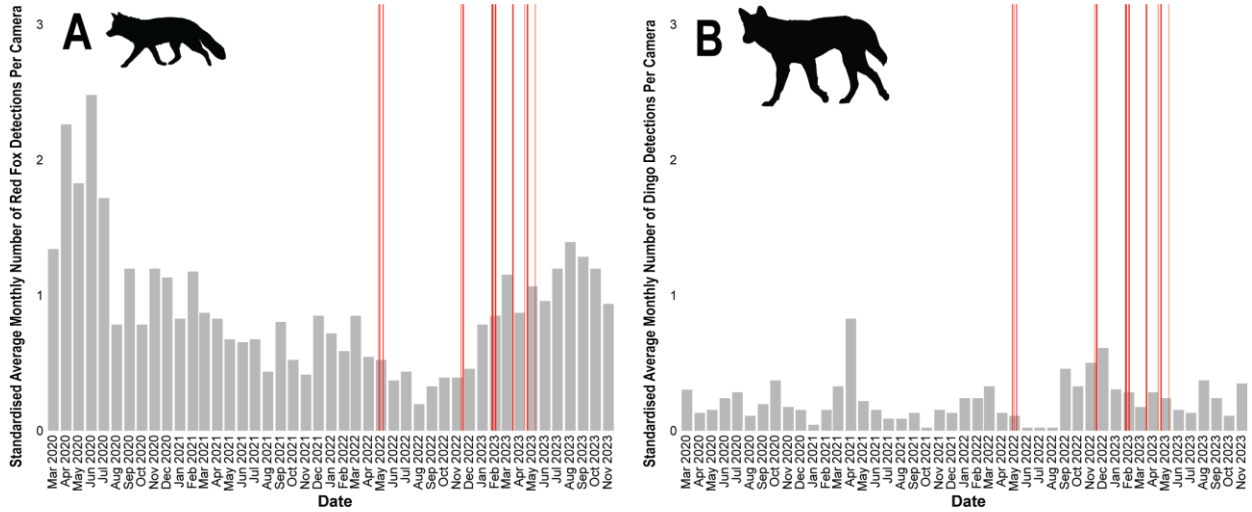 A
Standardised Average Monthly Number of Red Fox Detections Per Camera
3
2
1
0
Mar 2020
Apr 2020
May 2020
Jun 2020
Jul 2020
Aug 2020
Sep 2020
Oct 2020
Nov 2020
Dec 2020
Jan 2021
Feb 2021
Mar 2021
Apr 2021
May 2021
Jun 2021
Jul 2021
Aug 2021
Sep 2021
Oct 2021
Nov 2021
Dec 2021
Jan 2022
Feb 2022
Mar 2022
Apr 2022
May 2022
Jun 2022
Jul 2022
Aug 2022
Sep 2022
Oct 2022
Nov 2022
Dec 2022
Jan 2023
Feb 2023
Mar 2023
Apr 2023
May 2023
Jun 2023
Jul 2023
Aug 2023
Sep 2023
Oct 2023
Nov 2023
Date
B
Standardised Average Monthly Number of Dingo Detections Per Camera
3
2
1
0
Mar 2020
Apr 2020
May 2020
Jun 2020
Jul 2020
Aug 2020
Sep 2020
Oct 2020
Nov 2020
Dec 2020
Jan 2021
Feb 2021
Mar 2021
Apr 2021
May 2021
Jun 2021
Jul 2021
Aug 2021
Sep 2021
Oct 2021
Nov 2021
Dec 2021
Jan 2022
Feb 2022
Mar 2022
Apr 2022
May 2022
Jun 2022
Jul 2022
Aug 2022
Sep 2022
Oct 2022
Nov 2022
Dec 2022
Jan 2023
Feb 2023
Mar 2023
Apr 2023
May 2023
Jun 2023
Jul 2023
Aug 2023
Sep 2023
Oct 2023
Nov 2023
Date